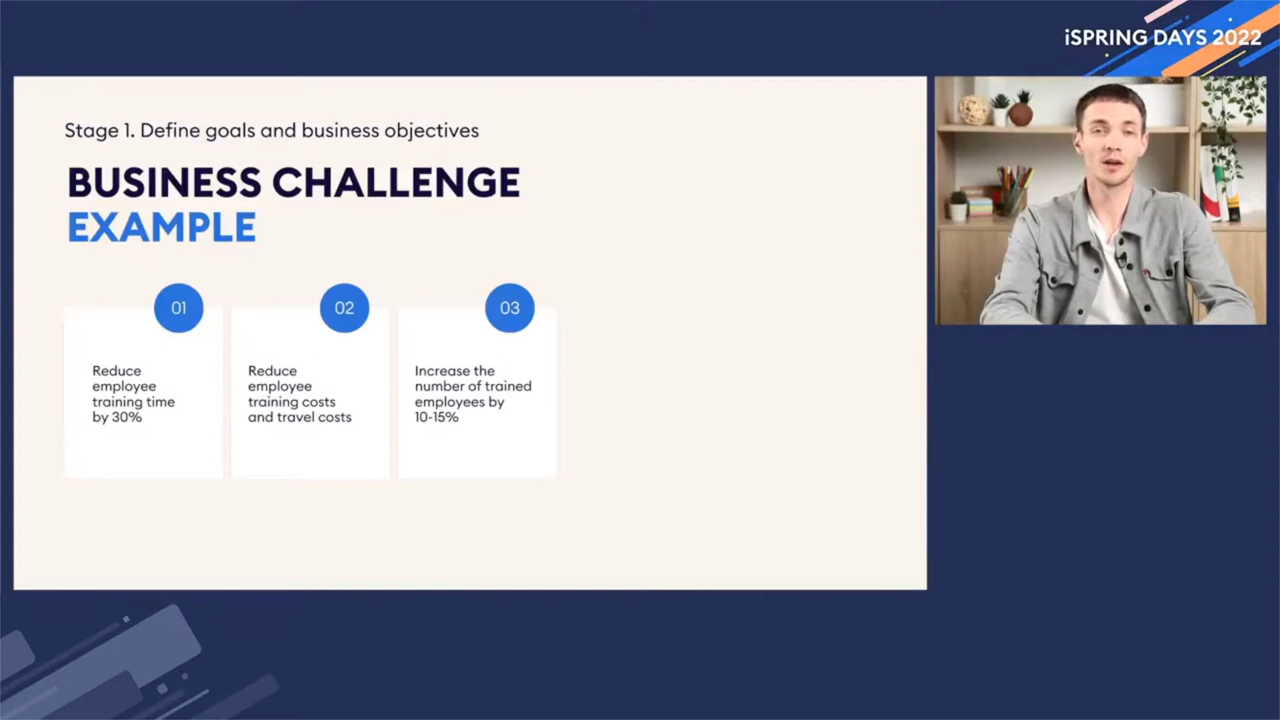 iSPRING DAYS 2022
Stage 1. Define goals and business objectives
BUSINESS CHALLENGE
EXAMPLE
01
Reduce
employee
training time
by 30%
02
Reduce
employee
training costs
and travel costs
03
Increase the
number of trained
employees by
10-15%